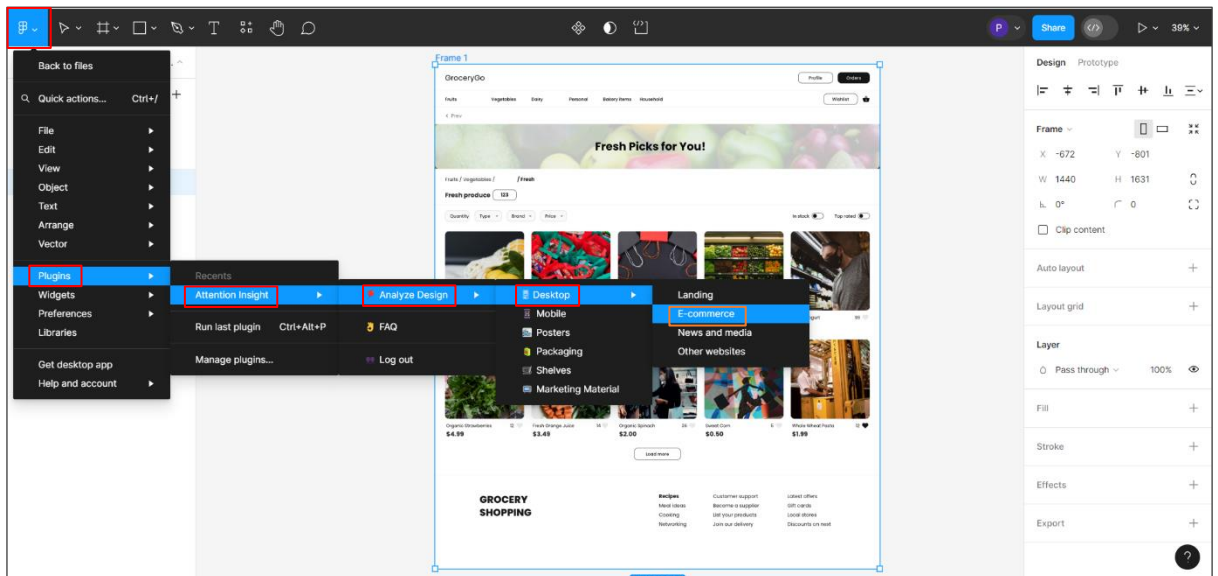 P
Share
39%
Back to files
Quick actions... Ctrl+/
File
Edit
View
Object
Text
Arrange
Vector
Plugins
Widgets
Preferences
Libraries
Get desktop app
Help and account
Recents
Attention Insight
Run last plugin Ctrl+Alt+P
Manage plugins...
Analyze Design
FAQ
Log out
Desktop
Mobile
Posters
Packaging
Shelves
Marketing Material
Landing
E-commerce
News and media
Other websites
Frame 1
GroceryGo
Profile Orders
Fruits Vegetables Dairy Personal Bakery Items Household Wishlist
< Prev
Fresh Picks for You!
Fruits / Vegetables / /Fresh
Fresh produce 123
Quantity Type Brand Price In stock Top rated
Organic Strawberries 12 Fresh Orange Juice 14 Organic Spinach Sweet Corn 6 Whole Wheat Pasta
$4.99 $3.49 $2.00 $0.50 $1.99
Load more
GROCERY
SHOPPING
Recipes
Meal Ideas
Cooking
Networking
Customer support
Become a supplier
List your products
Join our delivery
Latest offers
Gift cards
Local stores
Discounts on next
Design Prototype
Frame
X -672 Y -801
W 1440 H 1631
0° 0
Clip content
Auto layout
Layout grid
Layer
Pass through 100%
Fill
Stroke
Effects
Export
?